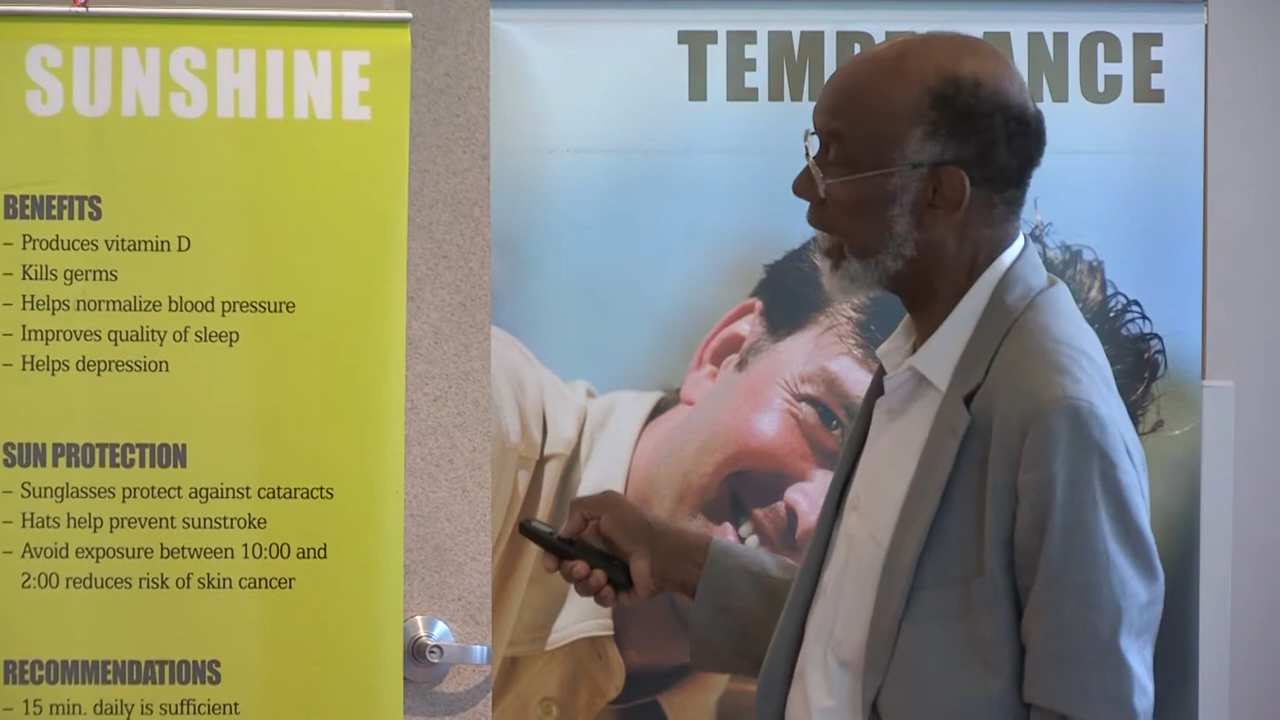 SUNSHINE
BENEFITS
– Produces vitamin D
– Kills germs
– Helps normalize blood pressure
– Improves quality of sleep
– Helps depression
SUN PROTECTION
– Sunglasses protect against cataracts
– Hats help prevent sunstroke
– Avoid exposure between 10:00 and
2:00 reduces risk of skin cancer
RECOMMENDATIONS
– 15 min. daily is sufficient